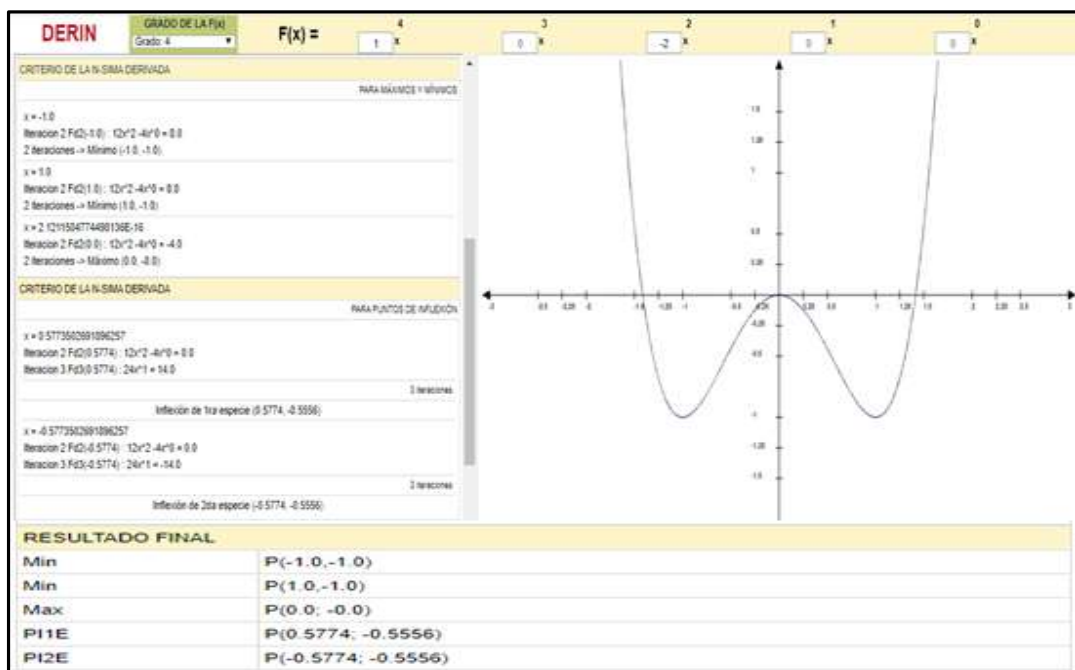 DERIN
GRADO DE LA F(x)
Grado: 4
F(x) =
4
1 x
3
0 x
2
-2 x
1
0 x
0
0 x
CRITERIO DE LA N-SIMA DERIVADA
PARA MÁXIMOS Y MÍNIMOS
x = -1.0
Iteracion 2 Fd2(-1.0) : 12x^2 -4x^0 = 8.0
2 iteraciones -> Mínimo (-1.0, -1.0)
x = 1.0
Iteracion 2 Fd2(1.0) : 12x^2 -4x^0 = 8.0
2 iteraciones -> Mínimo (1.0, -1.0)
Iteracion 2 Fd2(0.0) : 12x^2 -4x^0 = -4.0
2 iteraciones -> Máximo (0.0, -0.0)
CRITERIO DE LA N-SIMA DERIVADA
PARA PUNTOS DE INFLEXIÓN
x = 0.5773502691896257
Iteracion 2 Fd2(0.5774) : 12x^2 -4x^0 = 0.0
Iteracion 3 Fd3(0.5774) : 24x^1 = 14.0
3 iteraciones
Inflexión de 1ra especie (0.5774, -0.5556)
x = -0.5773502691896257
Iteracion 2 Fd2(-0.5774) : 12x^2 -4x^0 = 0.0
Iteracion 3 Fd3(-0.5774) : 24x^1 = -14.0
3 iteraciones
Inflexión de 2da especie (-0.5774, -0.5556)
RESULTADO FINAL
Min P(-1.0,-1.0)
Min P(1.0,-1.0)
Max P(0.0; -0.0)
PI1E P(0.5774; -0.5556)
PI2E P(-0.5774; -0.5556)